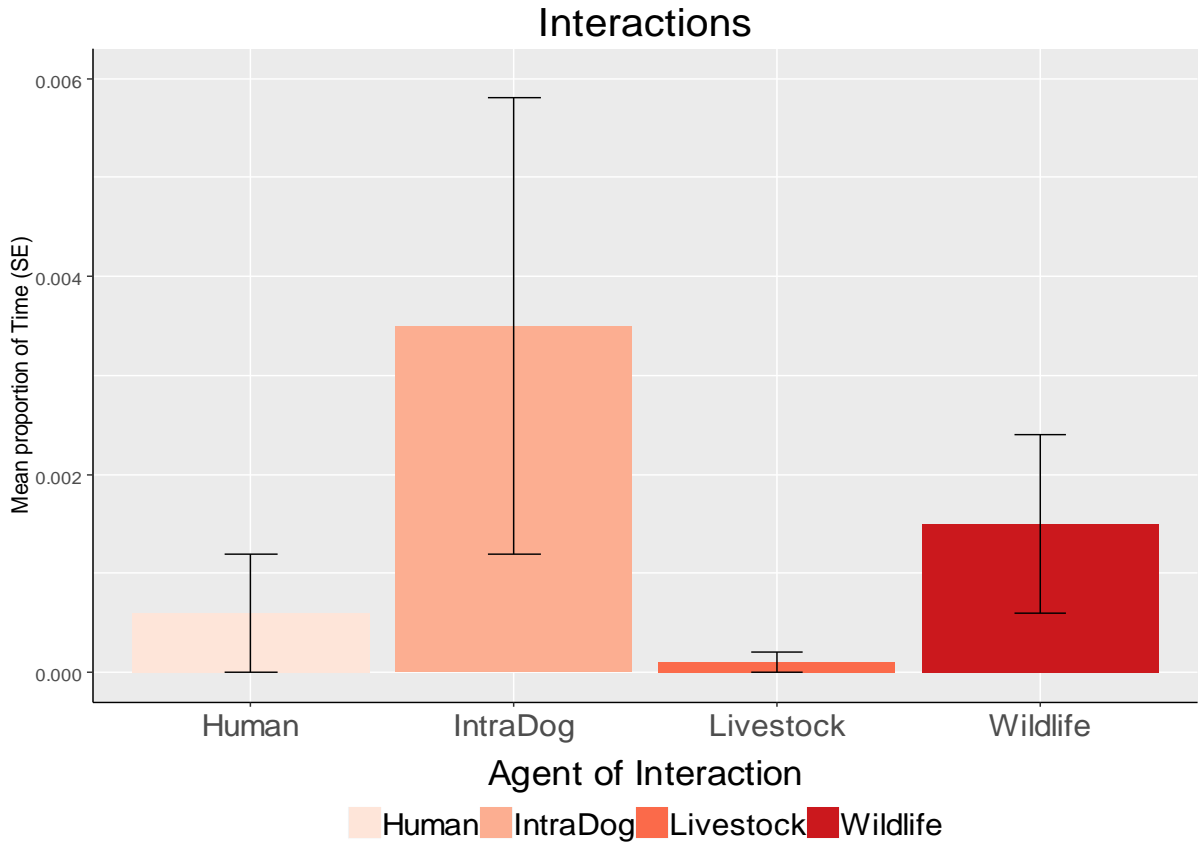 Interactions
Mean proportion of Time (SE)
0.006
0.004
0.002
0.000
Human IntraDog Livestock Wildlife
Agent of Interaction
Human IntraDog Livestock Wildlife